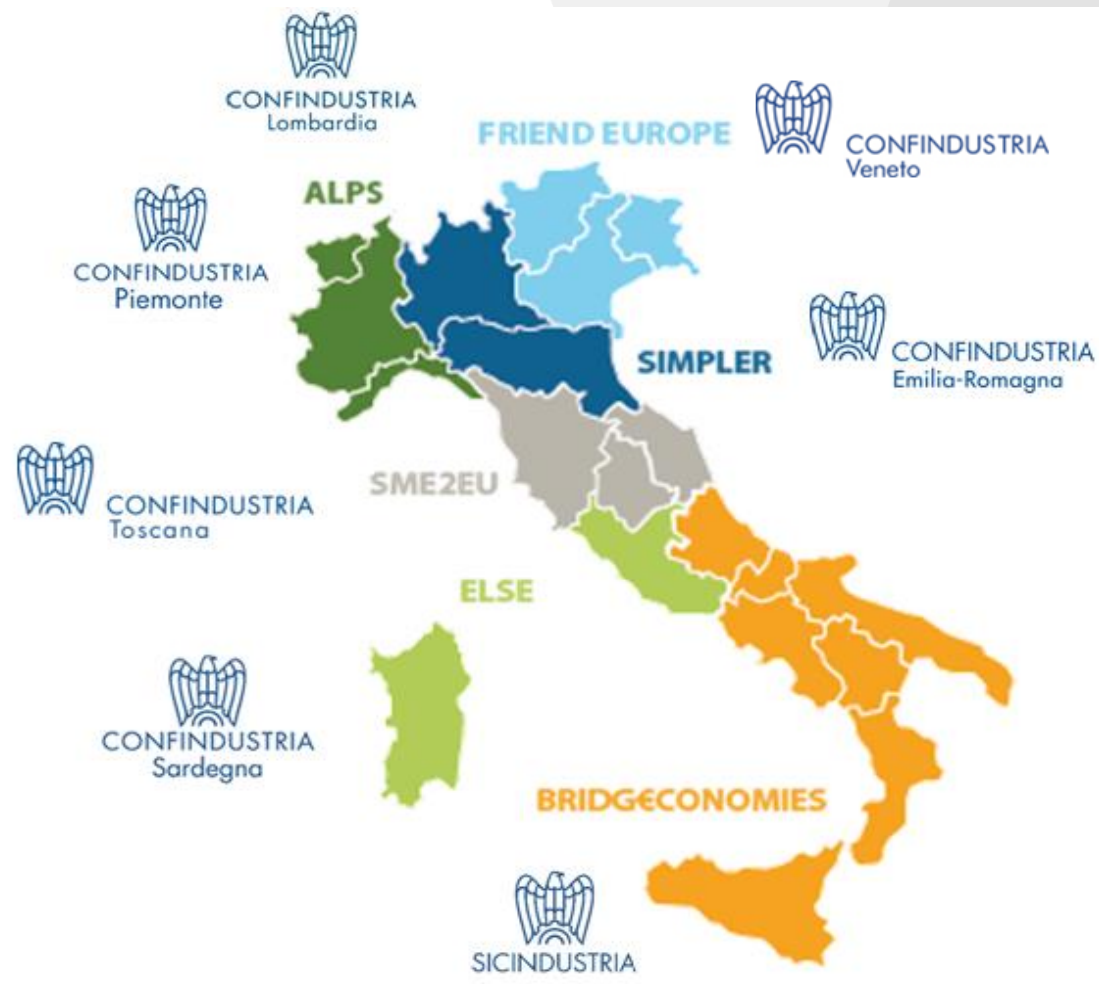 CONFINDUSTRIA
Lombardia
FRIEND EUROPE
CONFINDUSTRIA
Veneto
ALPS
CONFINDUSTRIA
Piemonte
CONFINDUSTRIA
Emilia-Romagna
SIMPLER
SME2EU
CONFINDUSTRIA
Toscana
ELSE
CONFINDUSTRIA
Sardegna
BRIDG€CONOMIES
SICINDUSTRIA